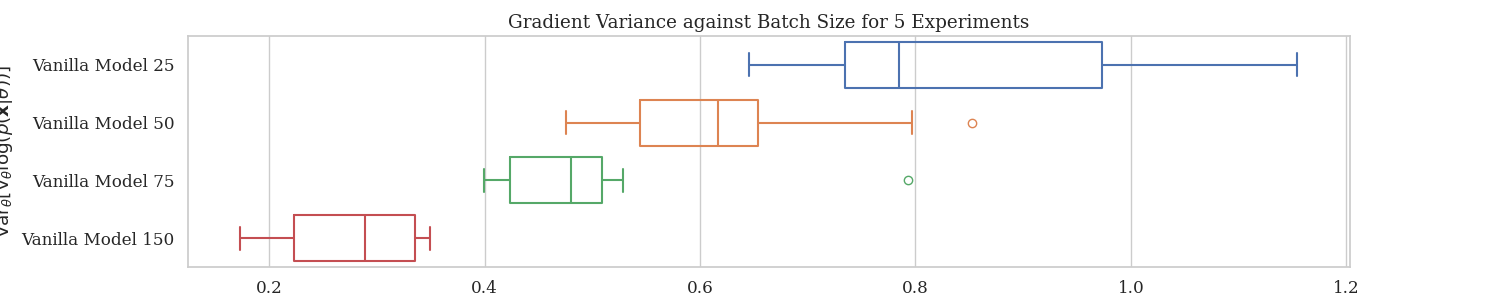 Gradient Variance against Batch Size for 5 Experiments
Vanilla Model 25
Vanilla Model 50
Vanilla Model 75
Vanilla Model 150
0.2 0.4 0.6 0.8 1.0 1.2